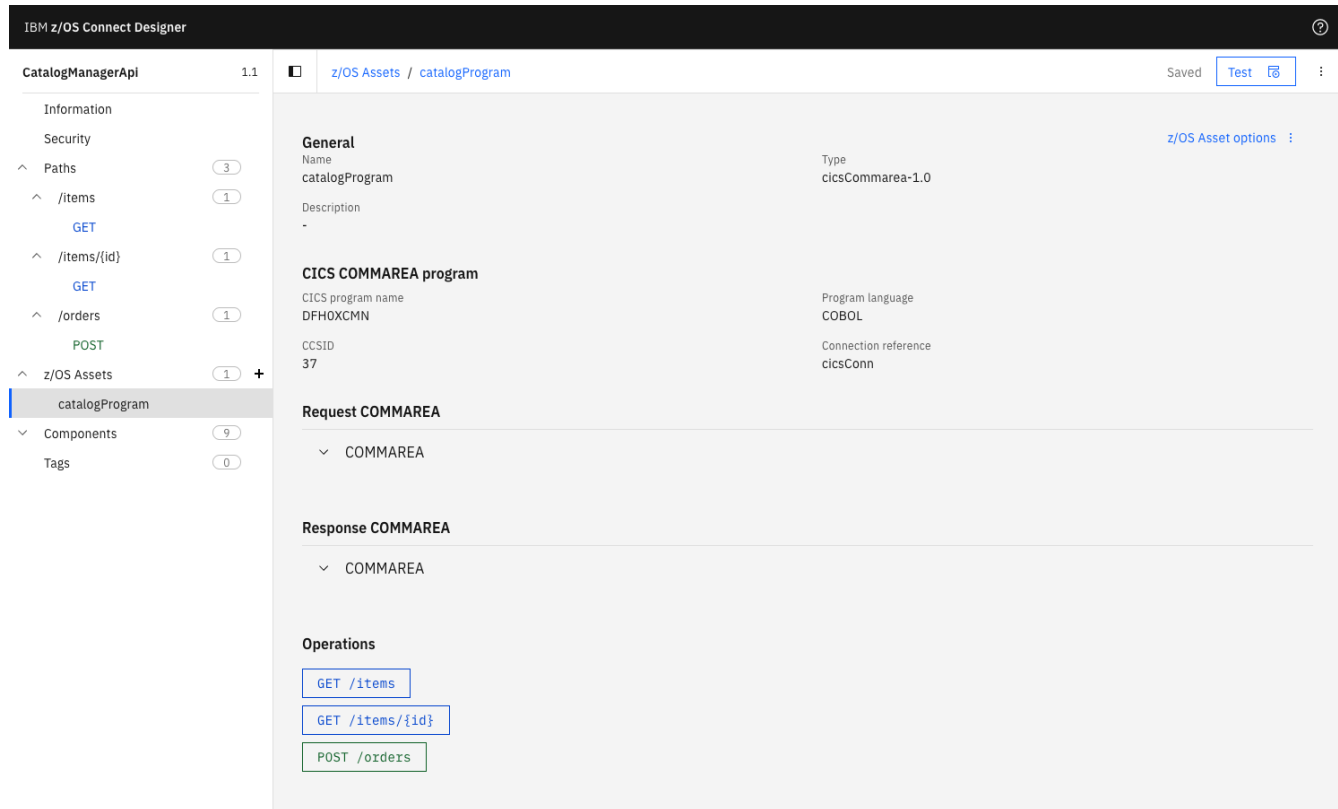 IBM z/OS Connect Designer
CatalogManagerApi 1.1
Information
Security
Paths 3
/items 1
GET
/items/{id} 1
GET
/orders 1
POST
z/OS Assets 1 +
catalogProgram
Components 9
Tags 0
z/OS Assets / catalogProgram
Saved
Test
General
z/OS Asset options
Name
catalogProgram
Type
cicsCommarea-1.0
Description
-
CICS COMMAREA program
CICS program name
DFH0XCMN
Program language
COBOL
CCSID
37
Connection reference
cicsConn
Request COMMAREA
COMMAREA
Response COMMAREA
COMMAREA
Operations
GET /items
GET /items/{id}
POST /orders